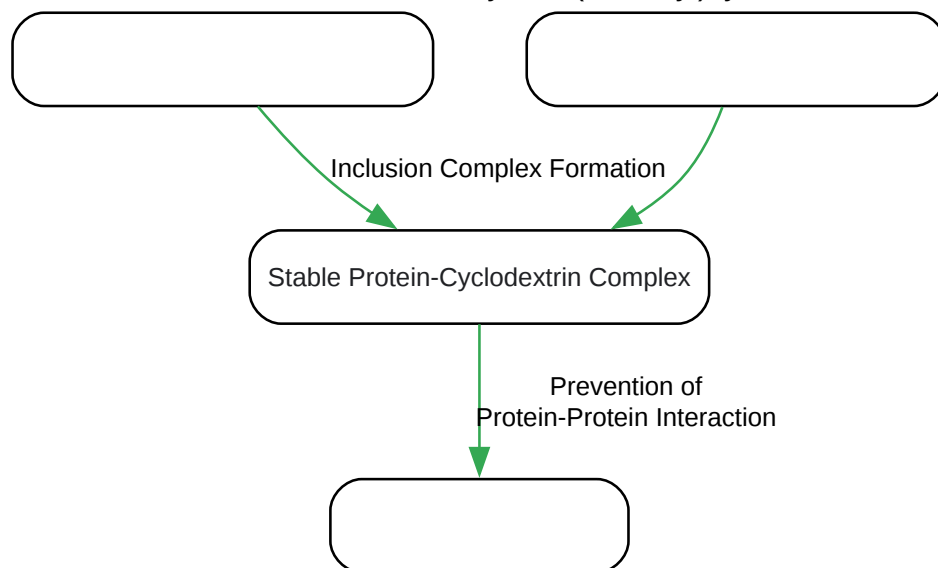 Inclusion Complex Formation
Stable Protein-Cyclodextrin Complex
Prevention of
Protein-Protein Interaction